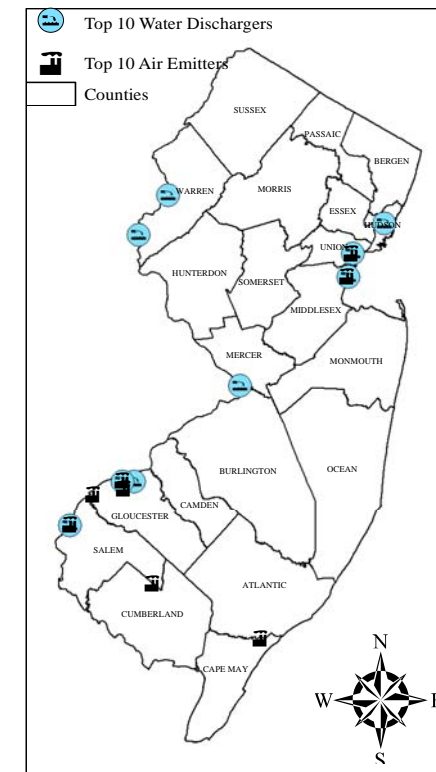 Top 10 Water Dischargers
Top 10 Air Emitters
Counties
SUSSEX
PASSAIC
BERGEN
WARREN
MORRIS
ESSEX
HUDSON
UNION
HUNTERDON
SOMERSET
MIDDLESEX
MERCER
MONMOUTH
OCEAN
BURLINGTON
CAMDEN
GLOUCESTER
SALEM
ATLANTIC
CUMBERLAND
CAPE MAY
N
W
E
S